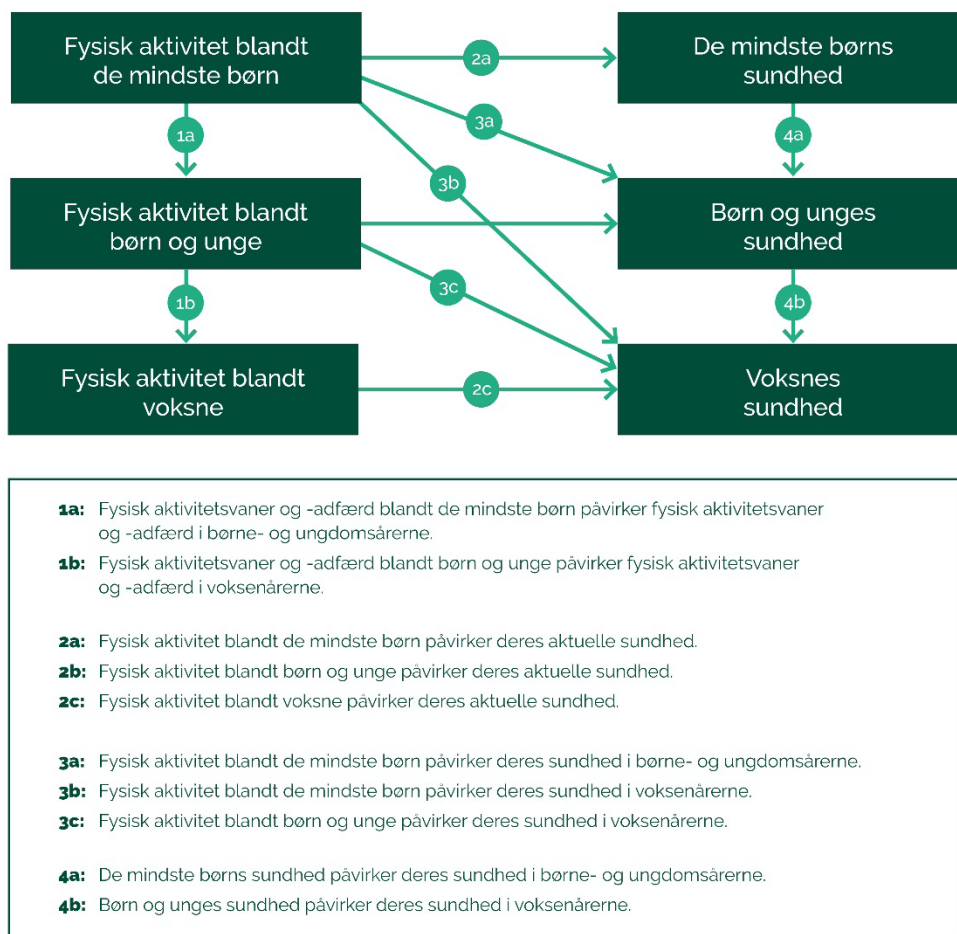 Fysisk aktivitet blandt
de mindste børn
2a
De mindste børns
sundhed
1a
3a
4a
3b
Fysisk aktivitet blandt
børn og unge
Børn og unges
sundhed
1b
3c
4b
Fysisk aktivitet blandt
voksne
2c
Voksnes
sundhed
1a: Fysisk aktivitetsvaner og -adfærd blandt de mindste børn påvirker fysisk aktivitetsvaner
og -adfærd i børne- og ungdomsårerne.
1b: Fysisk aktivitetsvaner og -adfærd blandt børn og unge påvirker fysisk aktivitetsvaner
og -adfærd i voksenårerne.
2a: Fysisk aktivitet blandt de mindste børn påvirker deres aktuelle sundhed.
2b: Fysisk aktivitet blandt børn og unge påvirker deres aktuelle sundhed.
2c: Fysisk aktivitet blandt voksne påvirker deres aktuelle sundhed.
3a: Fysisk aktivitet blandt de mindste børn påvirker deres sundhed i børne- og ungdomsårerne.
3b: Fysisk aktivitet blandt de mindste børn påvirker deres sundhed i voksenårerne.
3c: Fysisk aktivitet blandt børn og unge påvirker deres sundhed i voksenårerne.
4a: De mindste børns sundhed påvirker deres sundhed i børne- og ungdomsårerne.
4b: Børn og unges sundhed påvirker deres sundhed i voksenårerne.